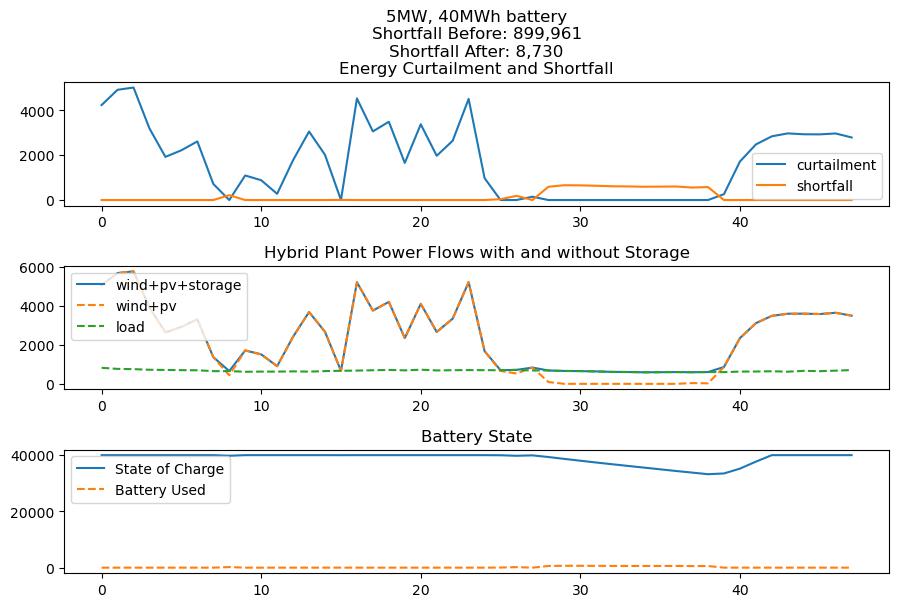 5MW, 40MWh battery
Shortfall Before: 899,961
Shortfall After: 8,730
Energy Curtailment and Shortfall
4000
2000
0
curtailment
shortfall
0 10 20 30 40
Hybrid Plant Power Flows with and without Storage
6000
4000
2000
0
wind+pv+storage
wind+pv
load
0 10 20 30 40
Battery State
40000
20000
0
State of Charge
Battery Used
0 10 20 30 40